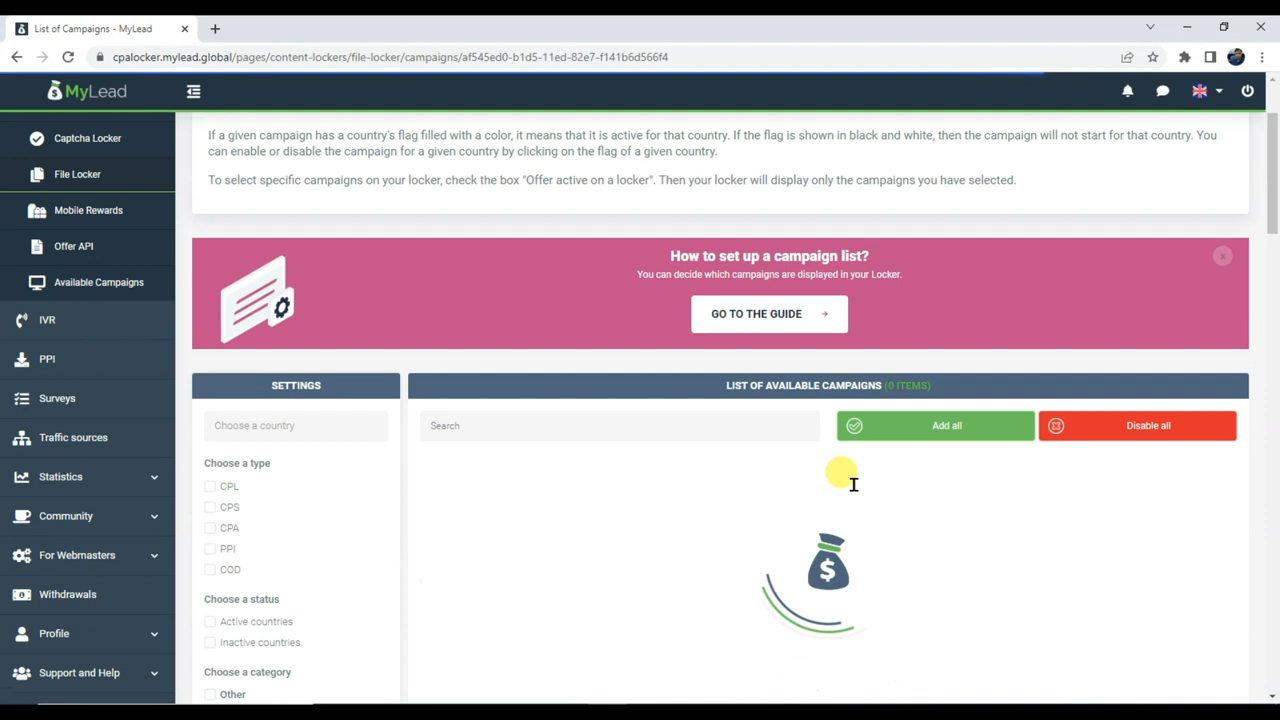 List of Campaigns - MyLead
cpalocker.mylead.global/pages/content-lockers/file-locker/campaigns/af545ed0-b1d5-11ed-82e7-f141b6d566f4
MyLead
Captcha Locker
File Locker
Mobile Rewards
Offer API
Available Campaigns
IVR
PPI
Surveys
Traffic sources
Statistics
Community
For Webmasters
Withdrawals
Profile
Support and Help
If a given campaign has a country's flag filled with a color, it means that it is active for that country. If the flag is shown in black and white, then the campaign will not start for that country. You
can enable or disable the campaign for a given country by clicking on the flag of a given country.
To select specific campaigns on your locker, check the box "Offer active on a locker". Then your locker will display only the campaigns you have selected.
How to set up a campaign list?
x
You can decide which campaigns are displayed in your Locker.
GO TO THE GUIDE
SETTINGS
Choose a country
Choose a type
CPL
CPS
CPA
PPI
COD
Choose a status
Active countries
Inactive countries
Choose a category
Other
LIST OF AVAILABLE CAMPAIGNS (0 ITEMS)
Search
Add all
Disable all
$